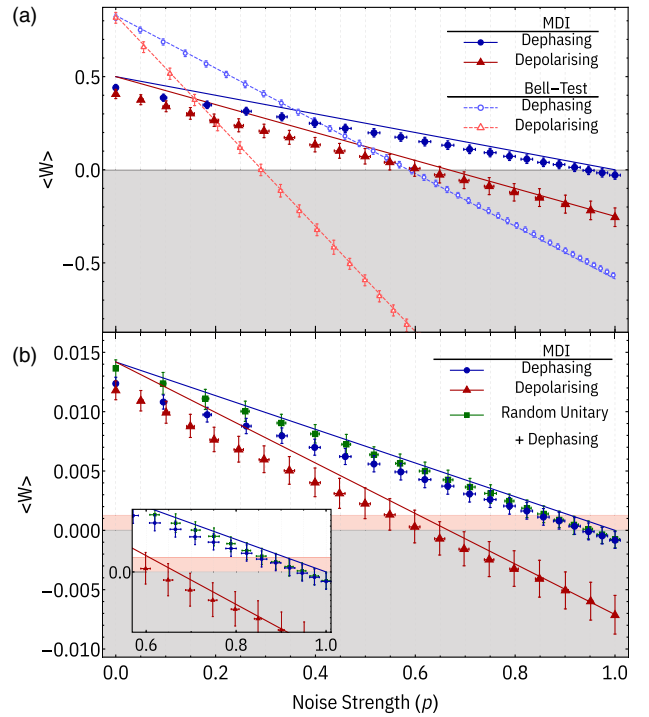 (a)
MDI
Dephasing
Depolarising
Bell-Test
Dephasing
Depolarising
0.5
0.0
−0.5
<W>
(b)
MDI
Dephasing
Depolarising
Random Unitary
+ Dephasing
0.015
0.010
0.005
0.000
−0.005
−0.010
<W>
0.0
0.6 0.8 1.0
0.0 0.2 0.4 0.6 0.8 1.0
Noise Strength (p)